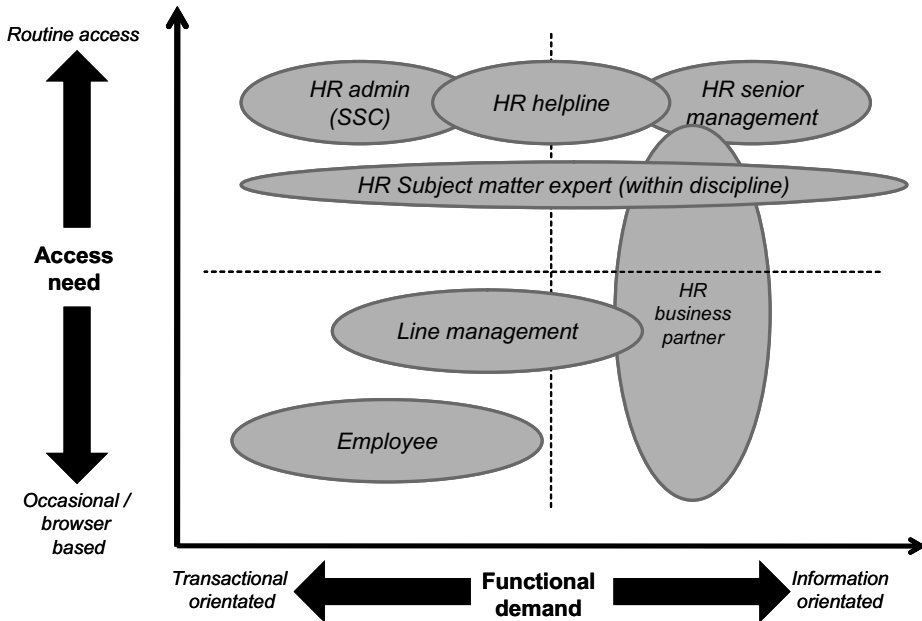 Routine access
HR admin
(SSC)
HR helpline
HR senior
management
HR Subject matter expert (within discipline)
Access
need
HR
business
partner
Line management
Employee
Occasional /
browser
based
Transactional
orientated
Functional
demand
Information
orientated